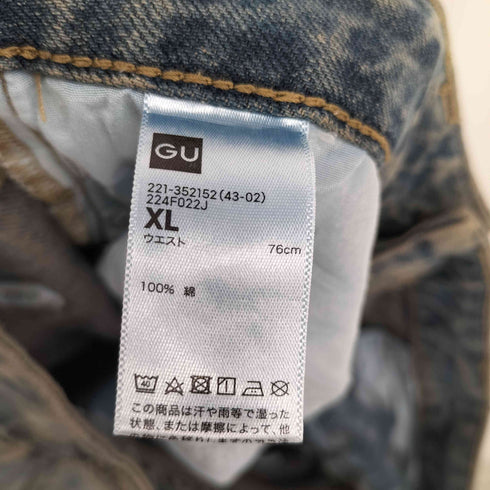 GU
221-352152(43-02)
224F022J
XL
ウエスト 76cm
100% 綿
40
この商品は汗や雨等で湿った
状態、または摩擦によって、他